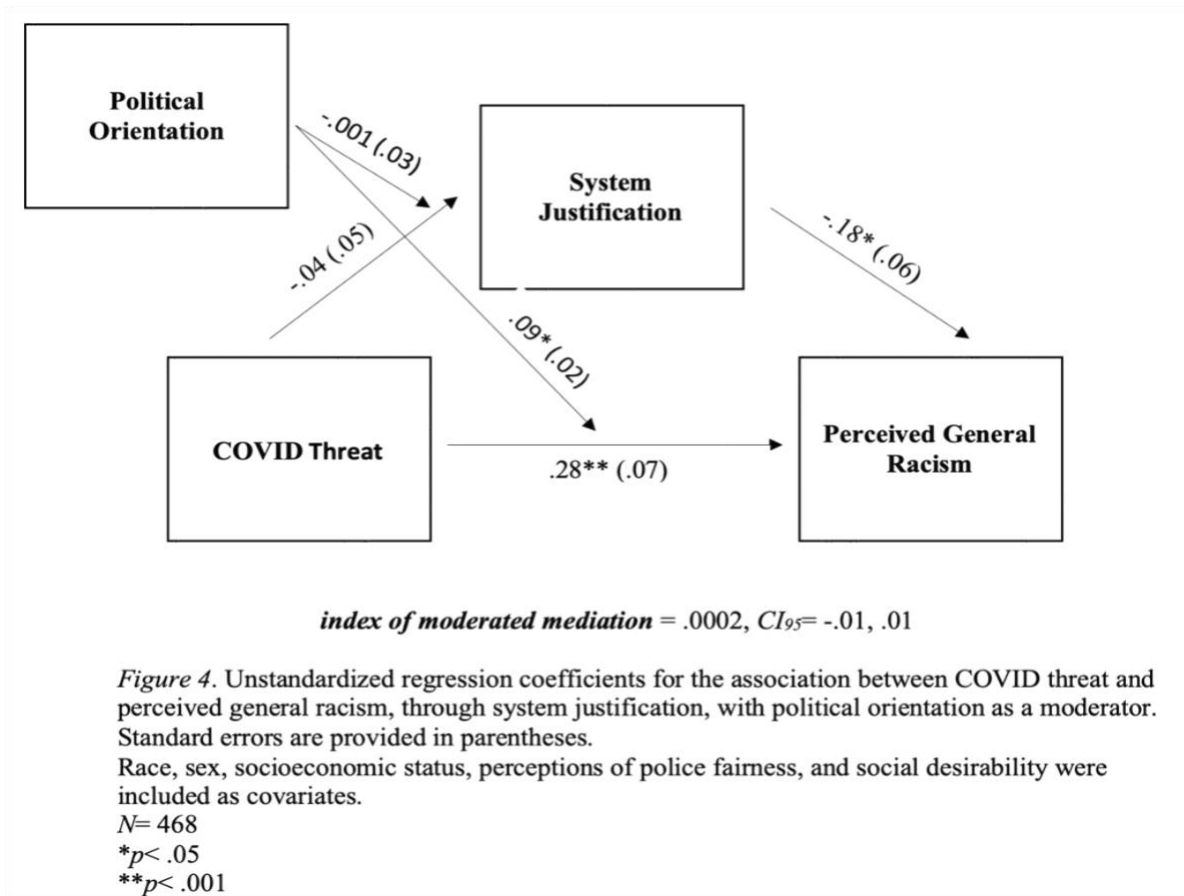 Political
Orientation
-.001 (.03)
System
Justification
-.04 (.05)
-.18* (.06)
.09* (.02)
COVID Threat
Perceived General
Racism
.28** (.07)
index of moderated mediation = .0002, CI95= -.01, .01
Figure 4. Unstandardized regression coefficients for the association between COVID threat and
perceived general racism, through system justification, with political orientation as a moderator.
Standard errors are provided in parentheses.
Race, sex, socioeconomic status, perceptions of police fairness, and social desirability were
included as covariates.
N= 468
*p< .05
**p< .001